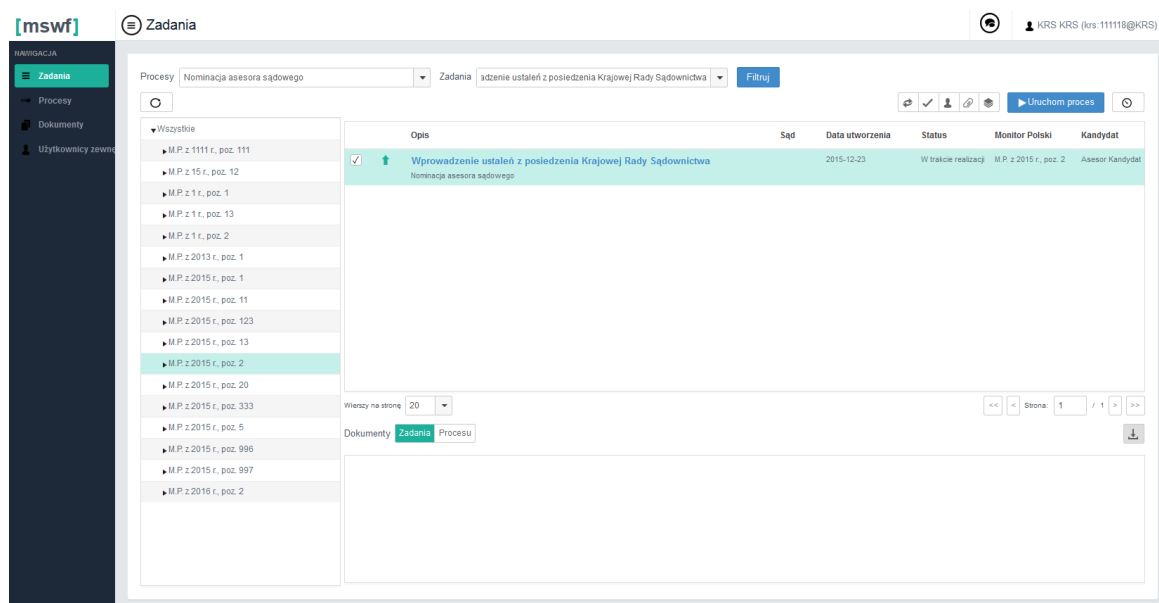 [mswf]
Zadania
KRS KRS (krs:111118@KRS)
NAWIGACJA
Zadania
Procesy
Dokumenty
Użytkownicy zewnę
Procesy Nominacja asesora sądowego Zadania adzenie ustaleń z posiedzenia Krajowej Rady Sądownictwa Filtruj
Uruchom proces
Wszystkie
M.P. z 1111 r., poz. 111
M.P. z 15 r., poz. 12
M.P. z 1 r., poz. 1
M.P. z 1 r., poz. 13
M.P. z 1 r., poz. 2
M.P. z 2013 r., poz. 1
M.P. z 2015 r., poz. 1
M.P. z 2015 r., poz. 11
M.P. z 2015 r., poz. 123
M.P. z 2015 r., poz. 13
M.P. z 2015 r., poz. 2
M.P. z 2015 r., poz. 20
M.P. z 2015 r., poz. 333
M.P. z 2015 r., poz. 5
M.P. z 2015 r., poz. 996
M.P. z 2015 r., poz. 997
M.P. z 2016 r., poz. 2
Opis Sąd Data utworzenia Status Monitor Polski Kandydat
Wprowadzenie ustaleń z posiedzenia Krajowej Rady Sądownictwa 2015-12-23 W trakcie realizacji M.P. z 2015 r., poz. 2 Asesor Kandydat
Nominacja asesora sądowego
Wierszy na stronę 20 << < Strona: 1 / 1 > >>
Dokumenty Zadania Procesu